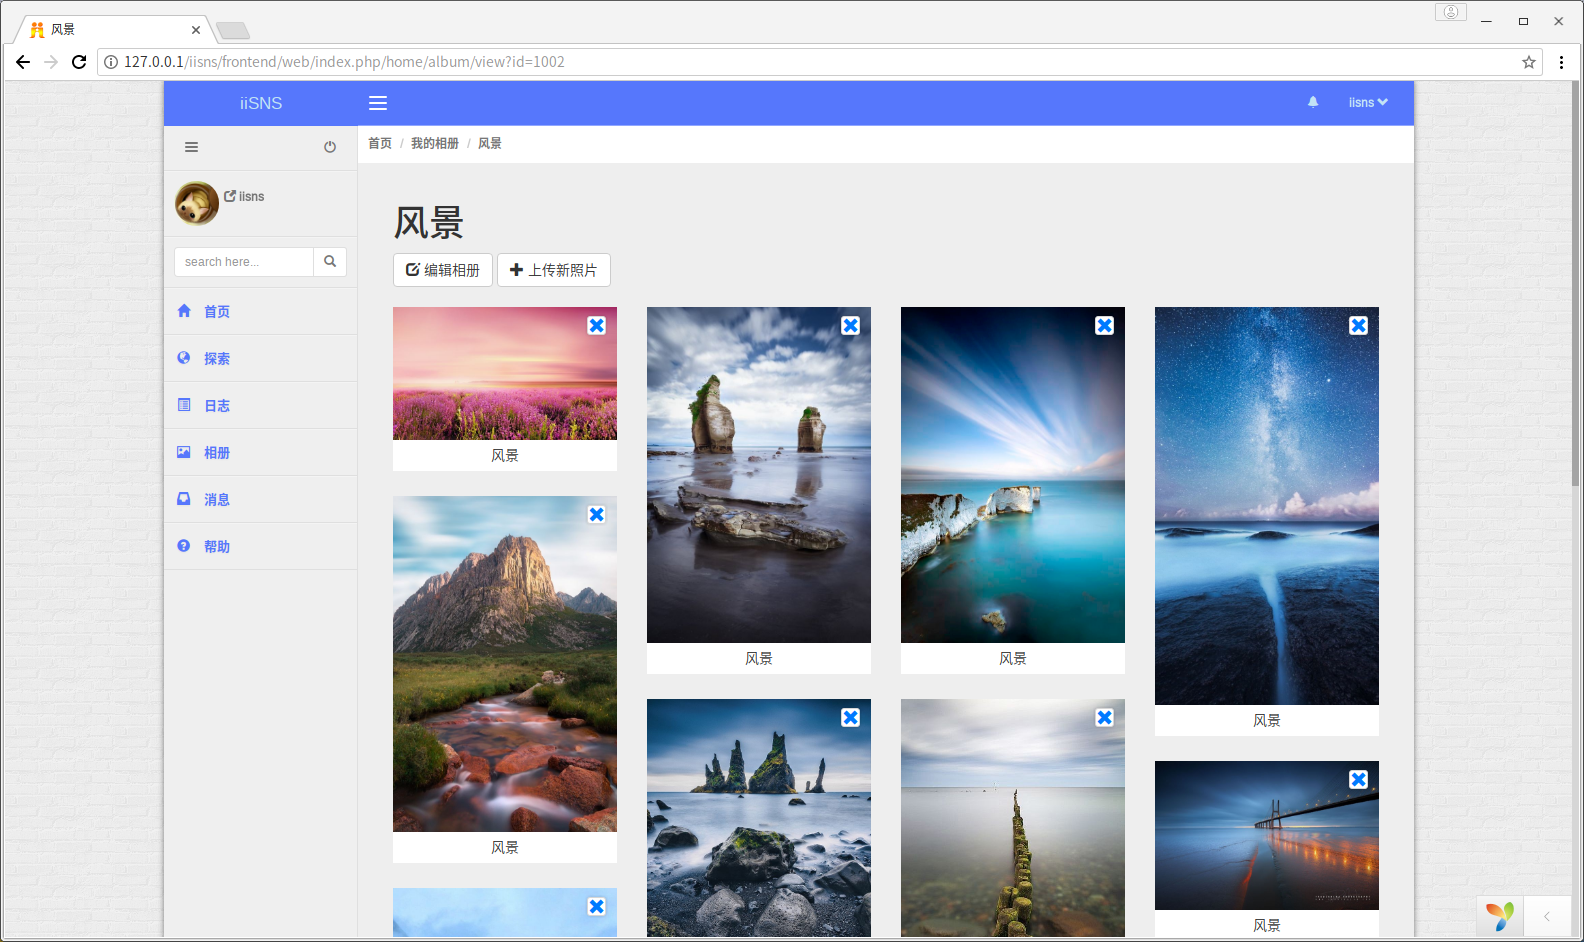 风景
127.0.0.1/iisns/frontend/web/index.php/home/album/view?id=1002
iiSNS
iisns
首页 / 我的相册 / 风景
iisns
search here...
首页
探索
日志
相册
消息
帮助
风景
编辑相册
上传新照片
风景
风景
风景
风景
风景
风景